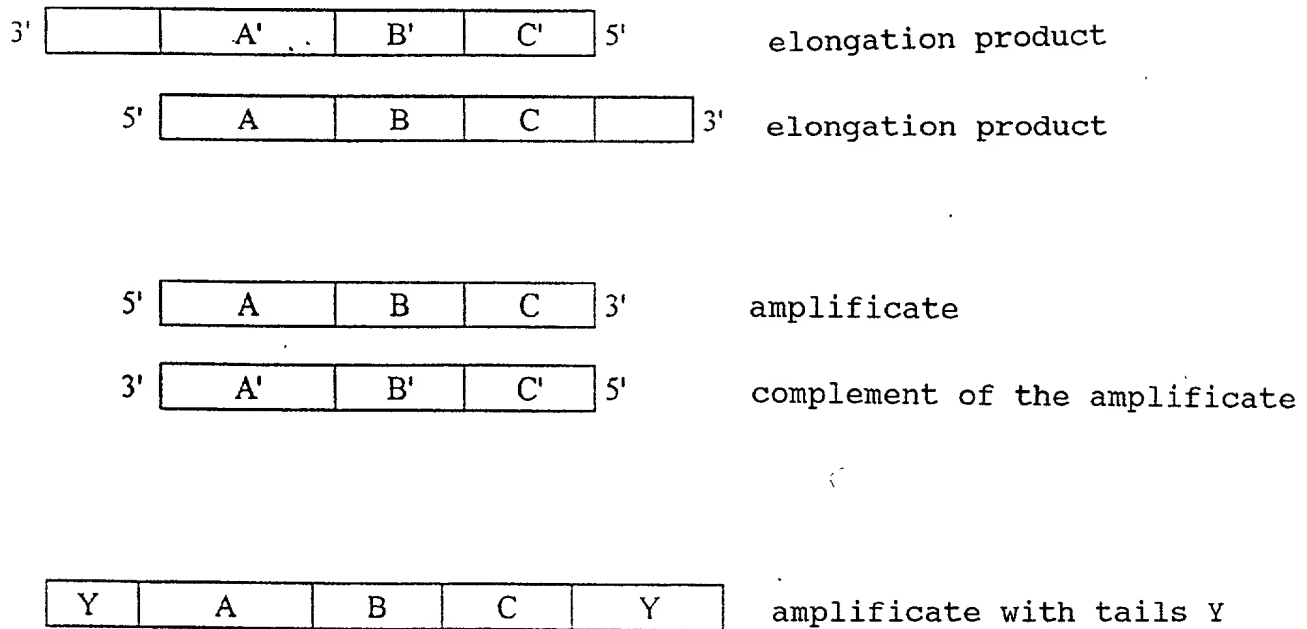 3' A' B' C' 5' elongation product
5' A B C 3' elongation product
5' A B C 3' amplificate
3' A' B' C' 5' complement of the amplificate
Y A B C Y amplificate with tails Y